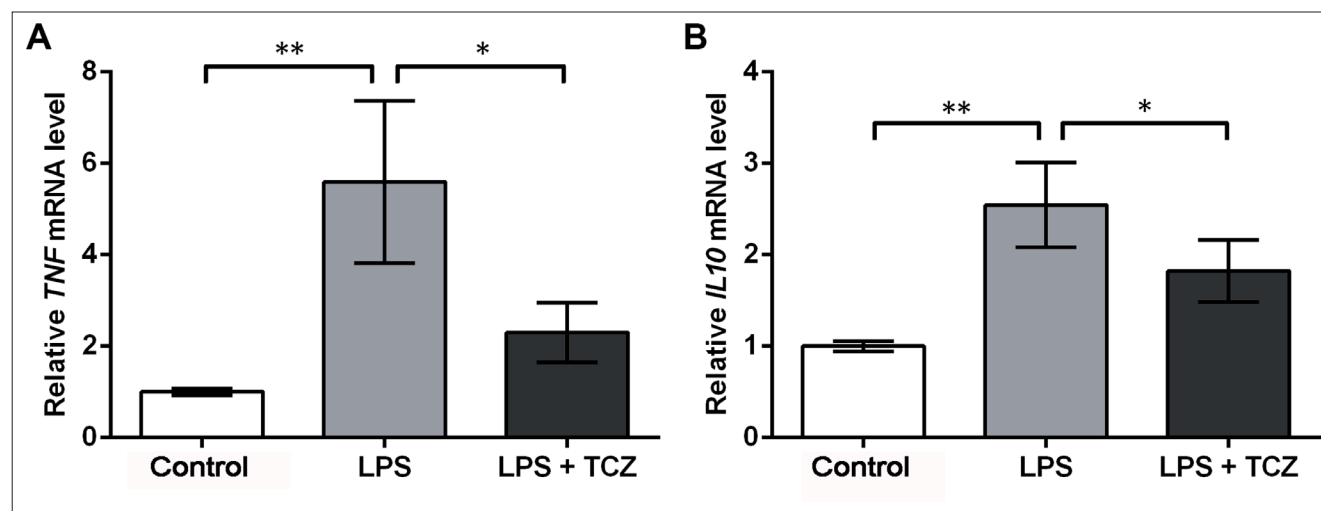 A
** *
Relative TNF mRNA level
8
6
4
2
0
Control LPS LPS + TCZ
B
** *
Relative IL10 mRNA level
4
3
2
1
0
Control LPS LPS + TCZ